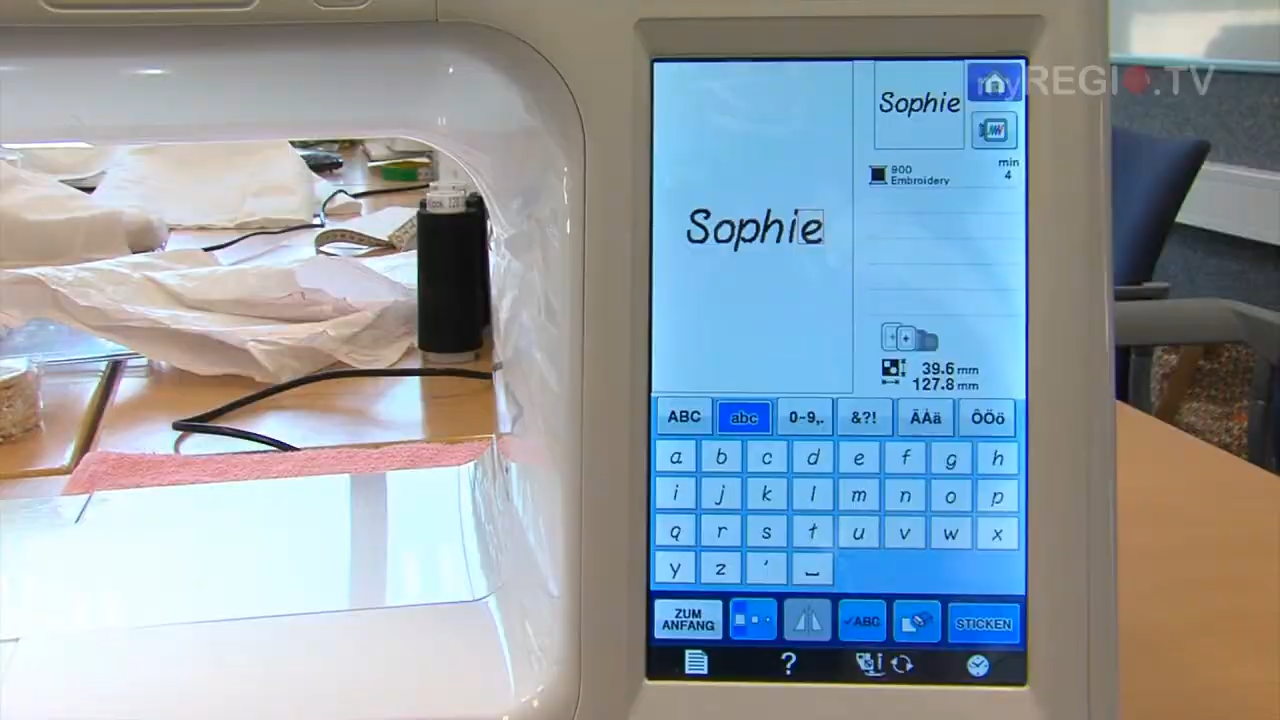 myREGIO.TV
Sophie
900
Embroidery
min
4
Sophie
39.6 mm
127.8 mm
ABC abc 0-9,. &?! ÄÅä ÔÖö
a b c d e f g h
i j k l m n o p
q r s t u v w x
y z '
ZUM
ANFANG
✓ABC
STICKEN
?